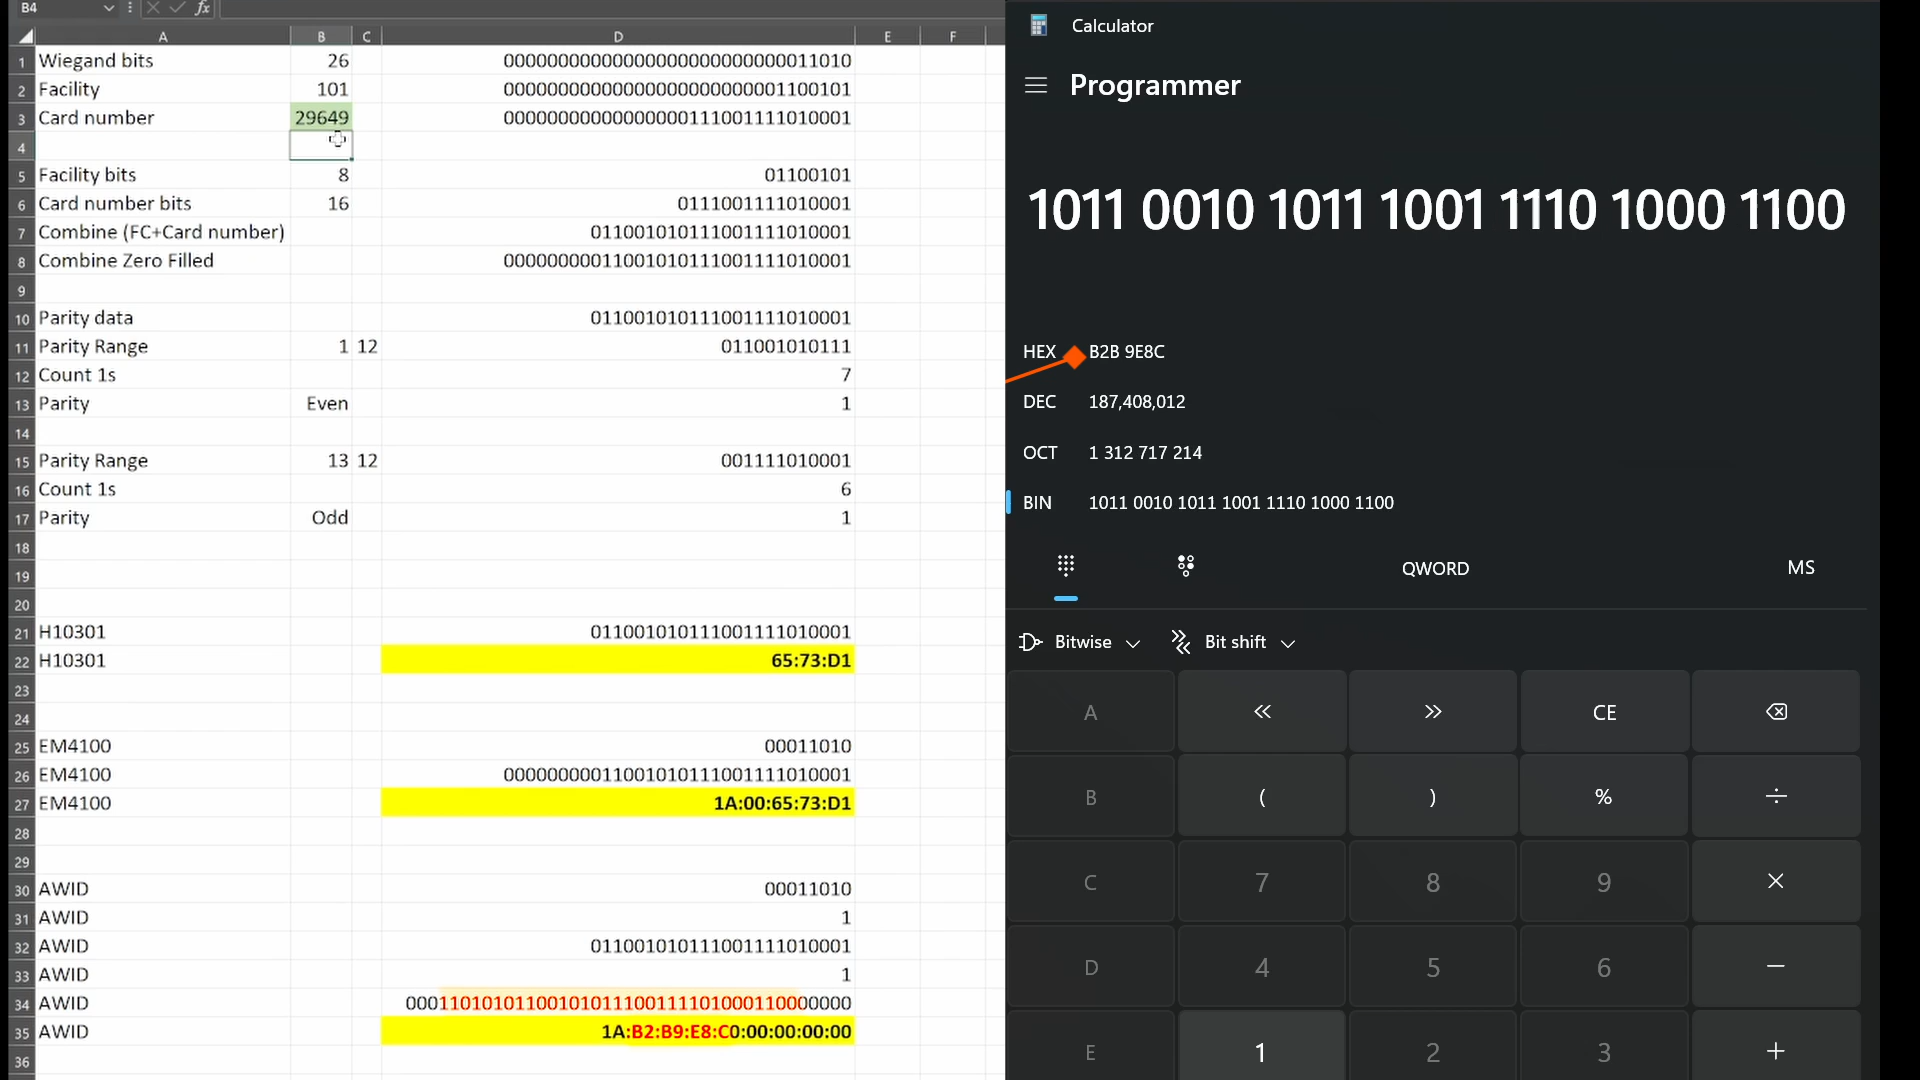 B4 fx
A B C D E F
1 Wiegand bits 26 00000000000000000000000000011010
2 Facility 101 00000000000000000000000001100101
3 Card number 29649 00000000000000000111001111010001
4
5 Facility bits 8 01100101
6 Card number bits 16 0111001111010001
7 Combine (FC+Card number) 011001010111001111010001
8 Combine Zero Filled 00000000011001010111001111010001
9
10 Parity data 011001010111001111010001
11 Parity Range 1 12 011001010111
12 Count 1s 7
13 Parity Even 1
14
15 Parity Range 13 12 001111010001
16 Count 1s 6
17 Parity Odd 1
18
19
20
21 H10301 011001010111001111010001
22 H10301 65:73:D1
23
24
25 EM4100 00011010
26 EM4100 00000000011001010111001111010001
27 EM4100 1A:00:65:73:D1
28
29
30 AWID 00011010
31 AWID 1
32 AWID 011001010111001111010001
33 AWID 1
34 AWID 00011010101100101011100111101000110000000
35 AWID 1A:B2:B9:E8:C0:00:00:00:00
36
Calculator
Programmer
1011 0010 1011 1001 1110 1000 1100
HEX B2B 9E8C
DEC 187,408,012
OCT 1 312 717 214
BIN 1011 0010 1011 1001 1110 1000 1100
QWORD MS
Bitwise Bit shift
A « » CE
B ( ) % ÷
C 7 8 9 ×
D 4 5 6 −
E 1 2 3 +